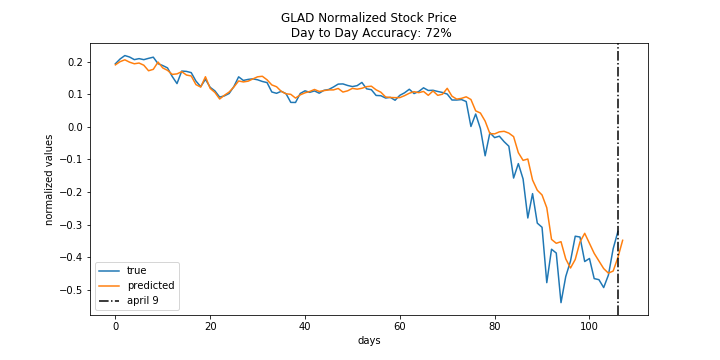 GLAD Normalized Stock Price
Day to Day Accuracy: 72%
normalized values
0.2
0.1
0.0
−0.1
−0.2
−0.3
−0.4
−0.5
true
predicted
april 9
0 20 40 60 80 100
days